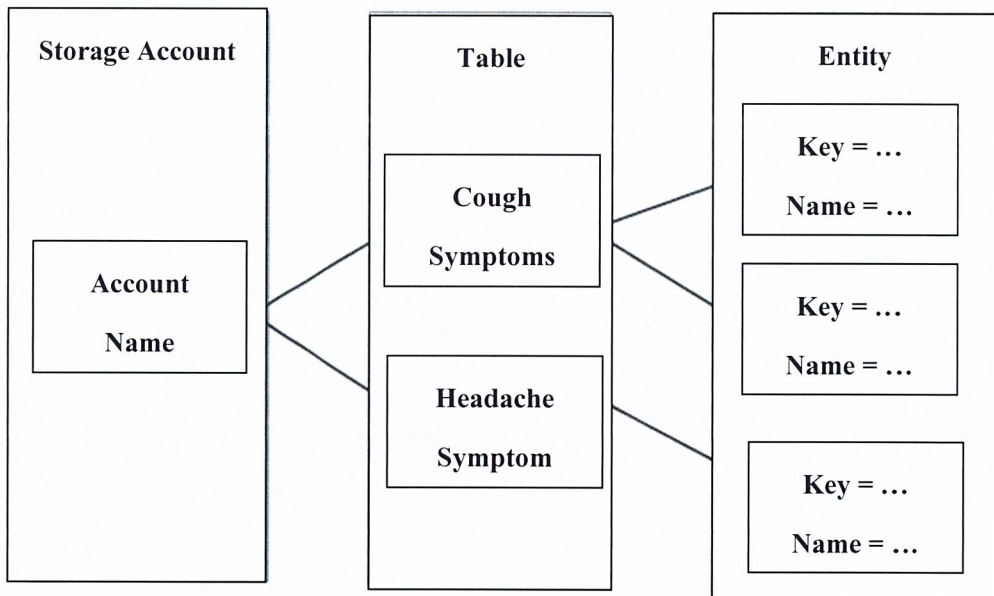 Storage Account
Account
Name
Table
Cough
Symptoms
Headache
Symptom
Entity
Key = …
Name = …
Key = …
Name = …
Key = …
Name = …